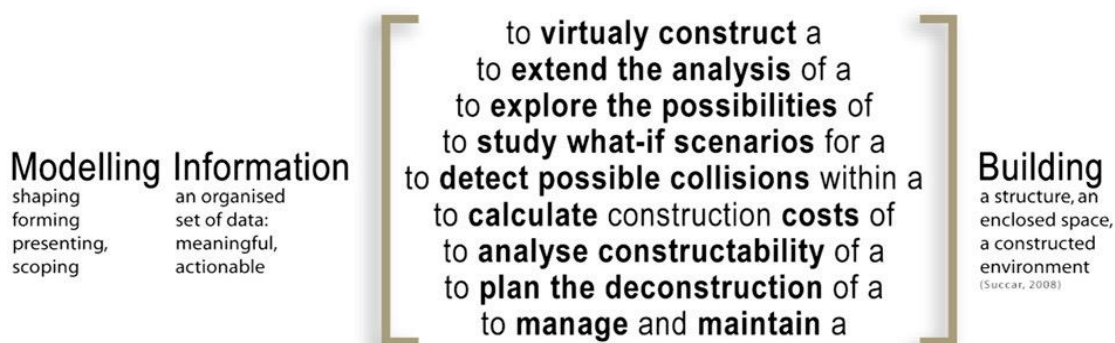 Modelling
shaping
forming
presenting,
scoping
Information
an organised
set of data:
meaningful,
actionable
to virtualy construct a
to extend the analysis of a
to explore the possibilities of
to study what-if scenarios for a
to detect possible collisions within a
to calculate construction costs of
to analyse constructability of a
to plan the deconstruction of a
to manage and maintain a
Building
a structure, an
enclosed space,
a constructed
environment
(Succar, 2008)